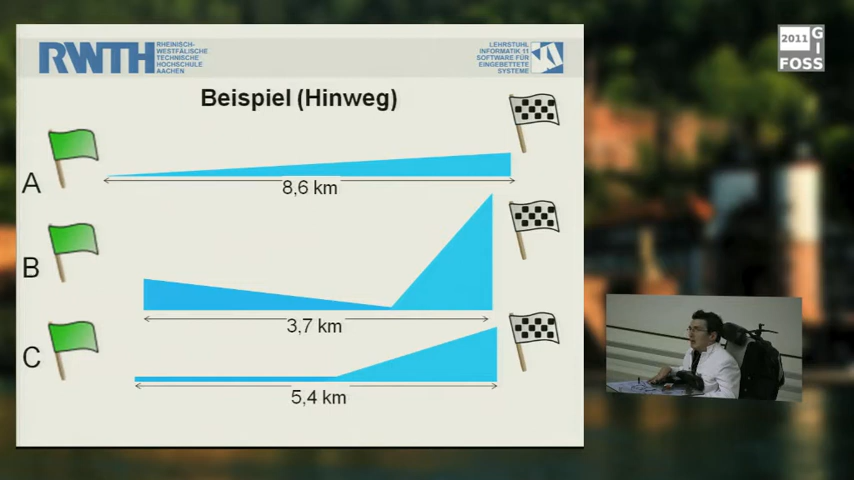 RWTH
RHEINISCH-
WESTFÄLISCHE
TECHNISCHE
HOCHSCHULE
AACHEN
LEHRSTUHL
INFORMATIK 11
SOFTWARE FÜR
EINGEBETTETE
SYSTEME
2011
G
I
FOSS
Beispiel (Hinweg)
A
8,6 km
B
3,7 km
C
5,4 km